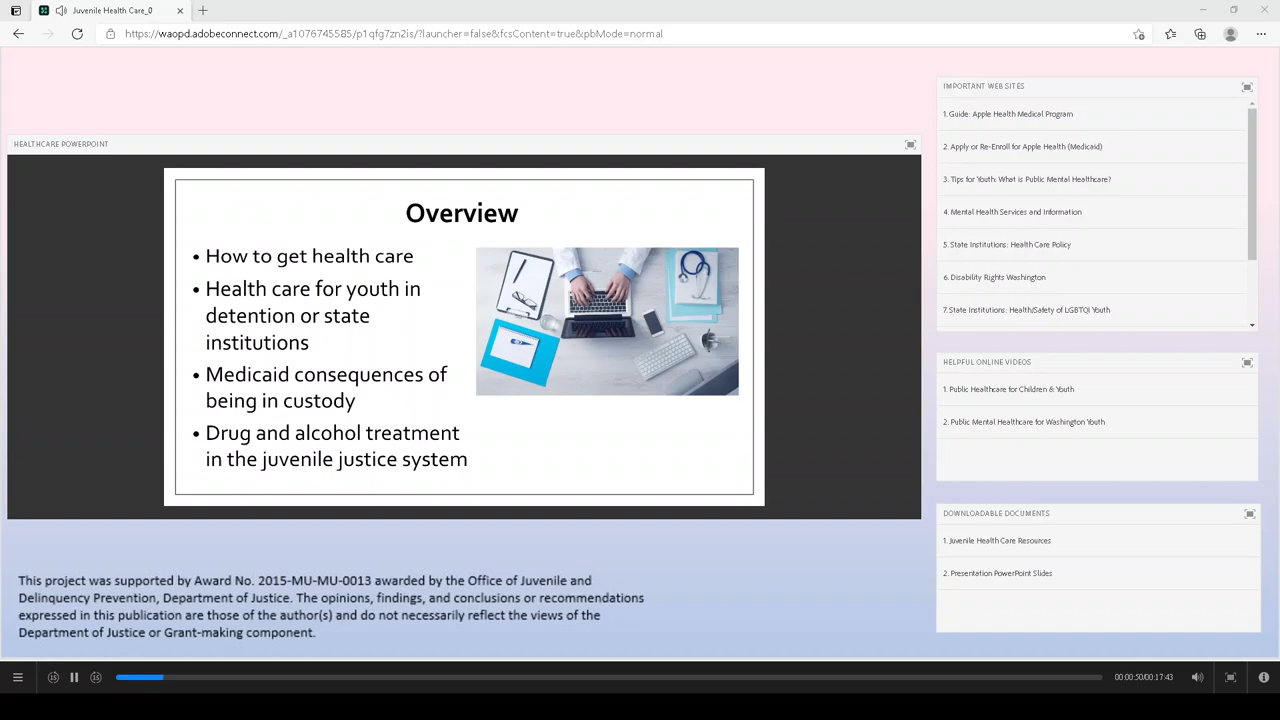 Juvenile Health Care_0
https://waopd.adobeconnect.com/_a1076745585/p1qfg7zn2is/?launcher=false&fcsContent=true&pbMode=normal
HEALTHCARE POWERPOINT
Overview
• How to get health care
• Health care for youth in
detention or state
institutions
• Medicaid consequences of
being in custody
• Drug and alcohol treatment
in the juvenile justice system
This project was supported by Award No. 2015-MU-MU-0013 awarded by the Office of Juvenile and
Delinquency Prevention, Department of Justice. The opinions, findings, and conclusions or recommendations
expressed in this publication are those of the author(s) and do not necessarily reflect the views of the
Department of Justice or Grant-making component.
IMPORTANT WEB SITES
1. Guide: Apple Health Medical Program
2. Apply or Re-Enroll for Apple Health (Medicaid)
3. Tips for Youth: What is Public Mental Healthcare?
4. Mental Health Services and Information
5. State Institutions: Health Care Policy
6. Disability Rights Washington
7.State Institutions: Health/Safety of LGBTQI Youth
HELPFUL ONLINE VIDEOS
1. Public Healthcare for Children & Youth
2. Public Mental Healthcare for Washington Youth
DOWNLOADABLE DOCUMENTS
1. Juvenile Health Care Resources
2. Presentation PowerPoint Slides
15
15
00:00:50/00:17:43